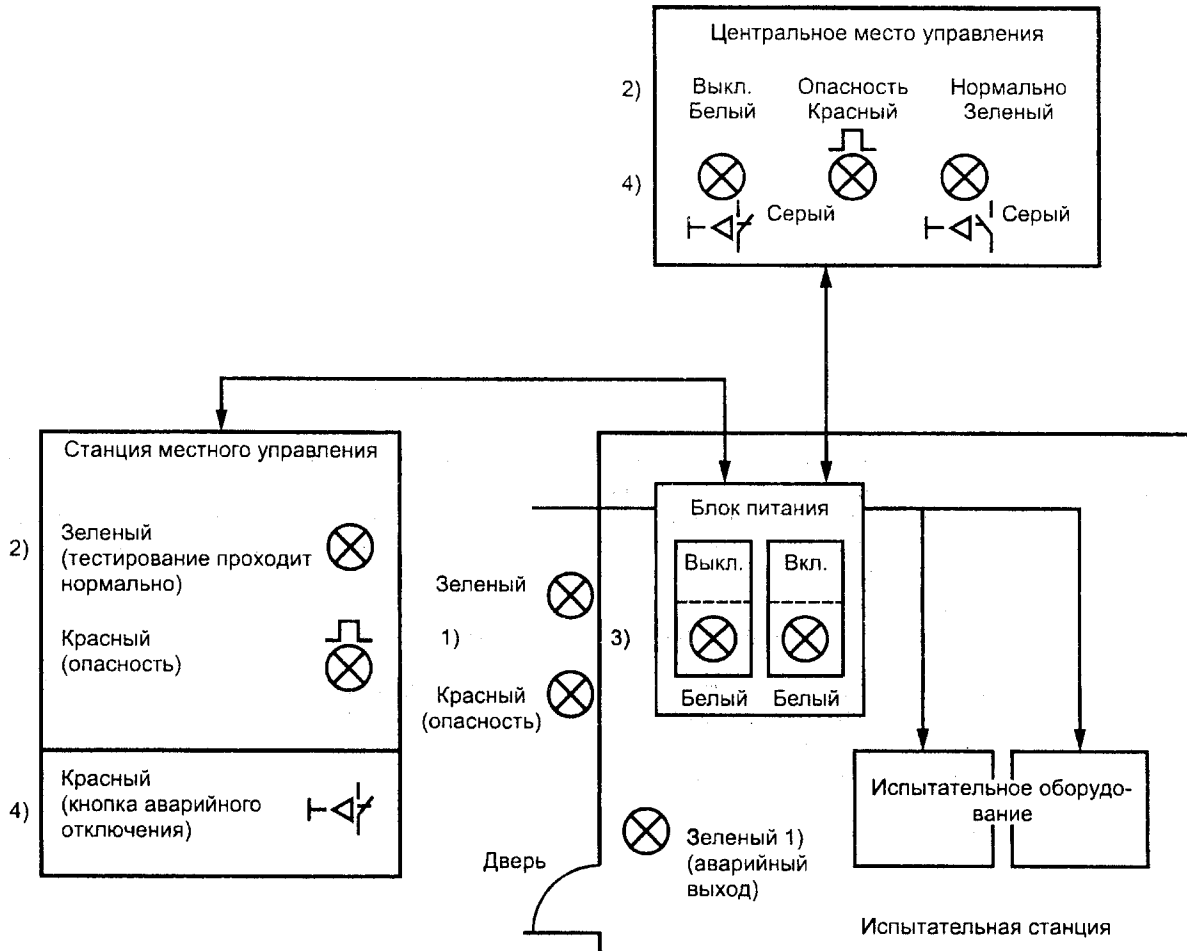 Центральное место управления
2)
Выкл.
Белый
Опасность
Красный
Нормально
Зеленый
4)
Серый
Серый
Станция местного управления
2)
Зеленый
(тестирование проходит
нормально)
Красный
(опасность)
4)
Красный
(кнопка аварийного
отключения)
Зеленый
1)
Красный
(опасность)
3)
Блок питания
Выкл.
Вкл.
Белый
Белый
Испытательное оборудо-
вание
Зеленый 1)
(аварийный
выход)
Дверь
Испытательная станция